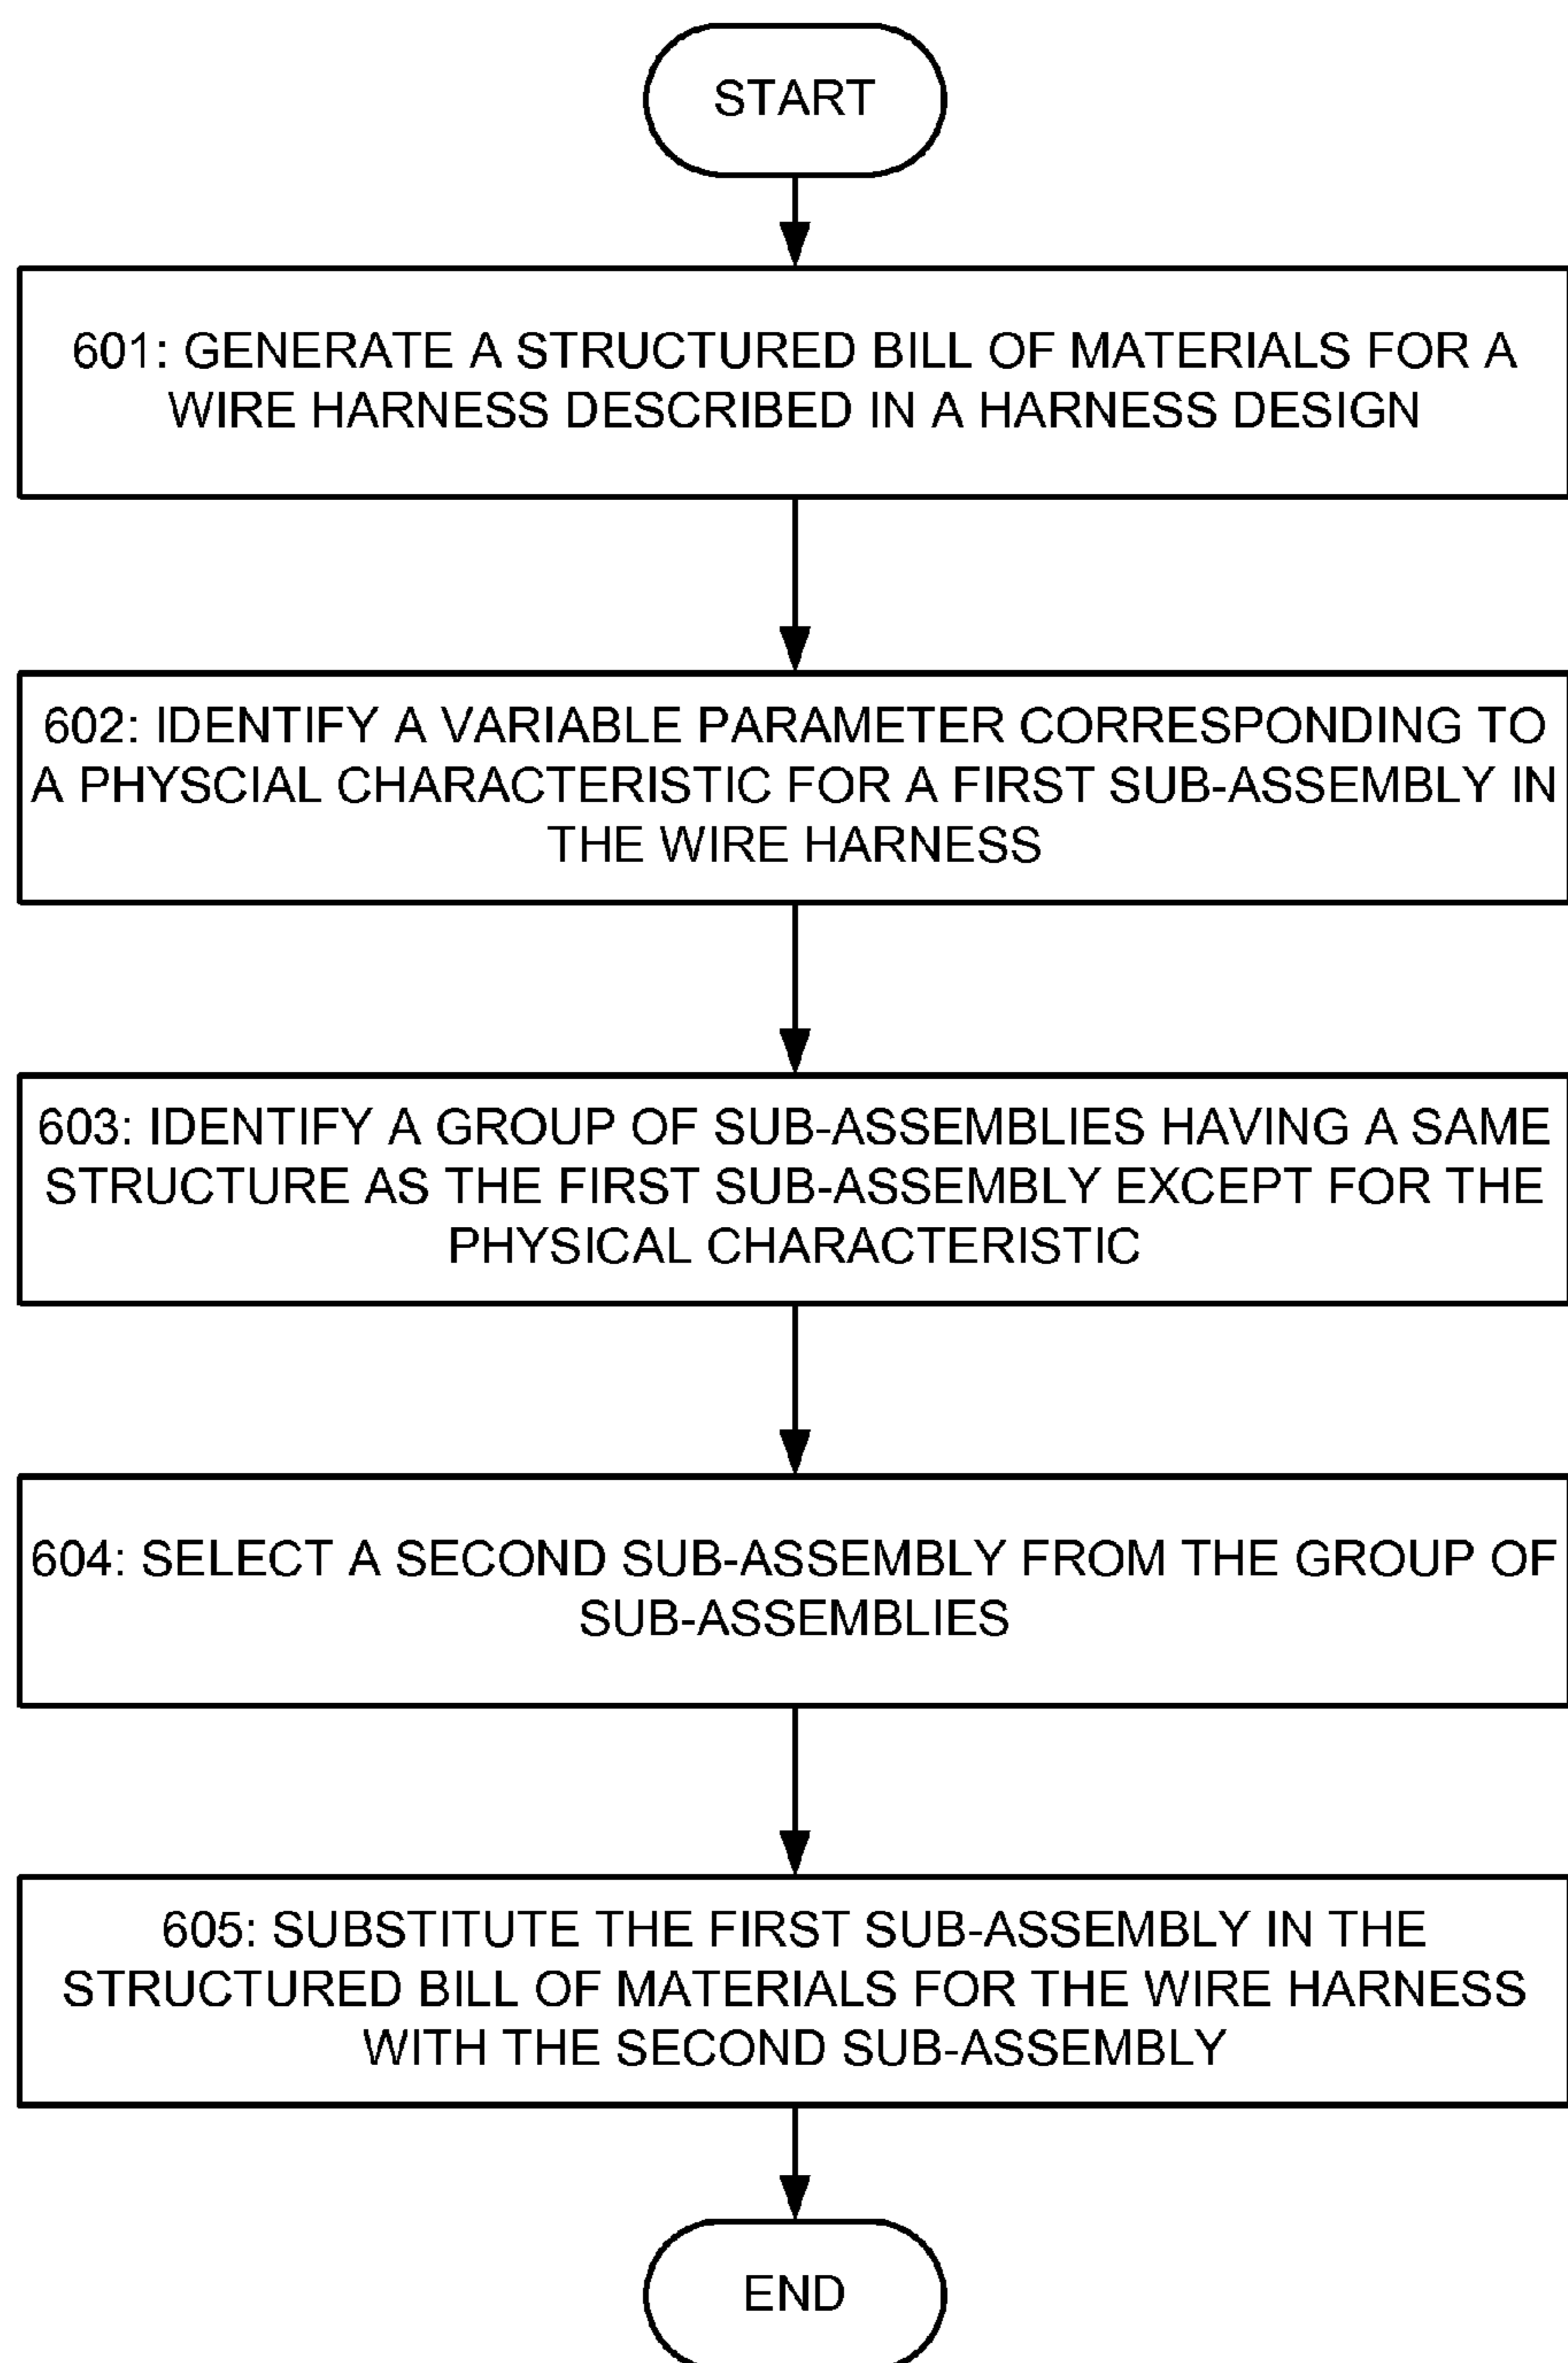 START
601: GENERATE A STRUCTURED BILL OF MATERIALS FOR A
WIRE HARNESS DESCRIBED IN A HARNESS DESIGN
602: IDENTIFY A VARIABLE PARAMETER CORRESPONDING TO
A PHYSCIAL CHARACTERISTIC FOR A FIRST SUB-ASSEMBLY IN
THE WIRE HARNESS
603: IDENTIFY A GROUP OF SUB-ASSEMBLIES HAVING A SAME
STRUCTURE AS THE FIRST SUB-ASSEMBLY EXCEPT FOR THE
PHYSICAL CHARACTERISTIC
604: SELECT A SECOND SUB-ASSEMBLY FROM THE GROUP OF
SUB-ASSEMBLIES
605: SUBSTITUTE THE FIRST SUB-ASSEMBLY IN THE
STRUCTURED BILL OF MATERIALS FOR THE WIRE HARNESS
WITH THE SECOND SUB-ASSEMBLY
END